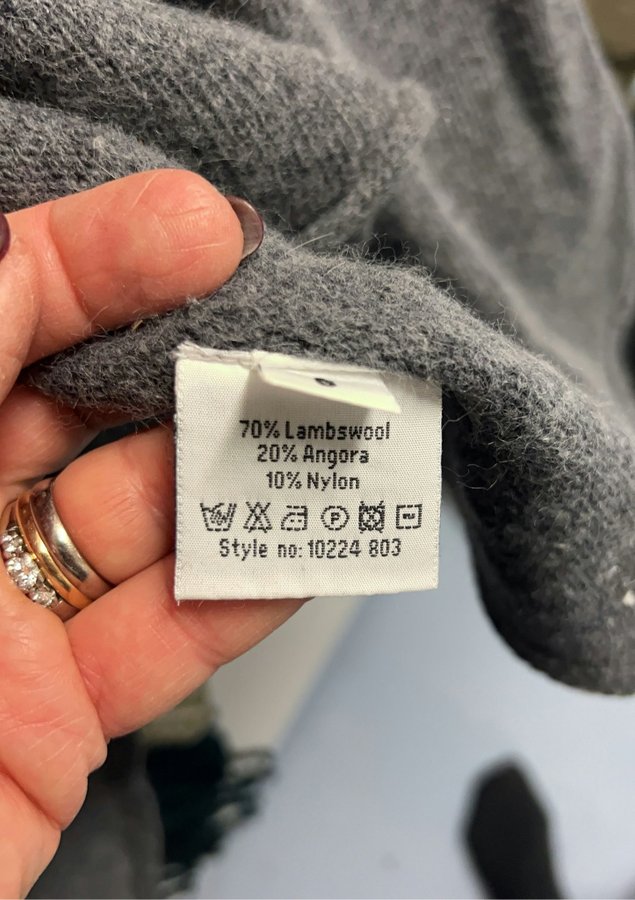 70% Lambswool
20% Angora
10% Nylon
P
Style no: 10224 803